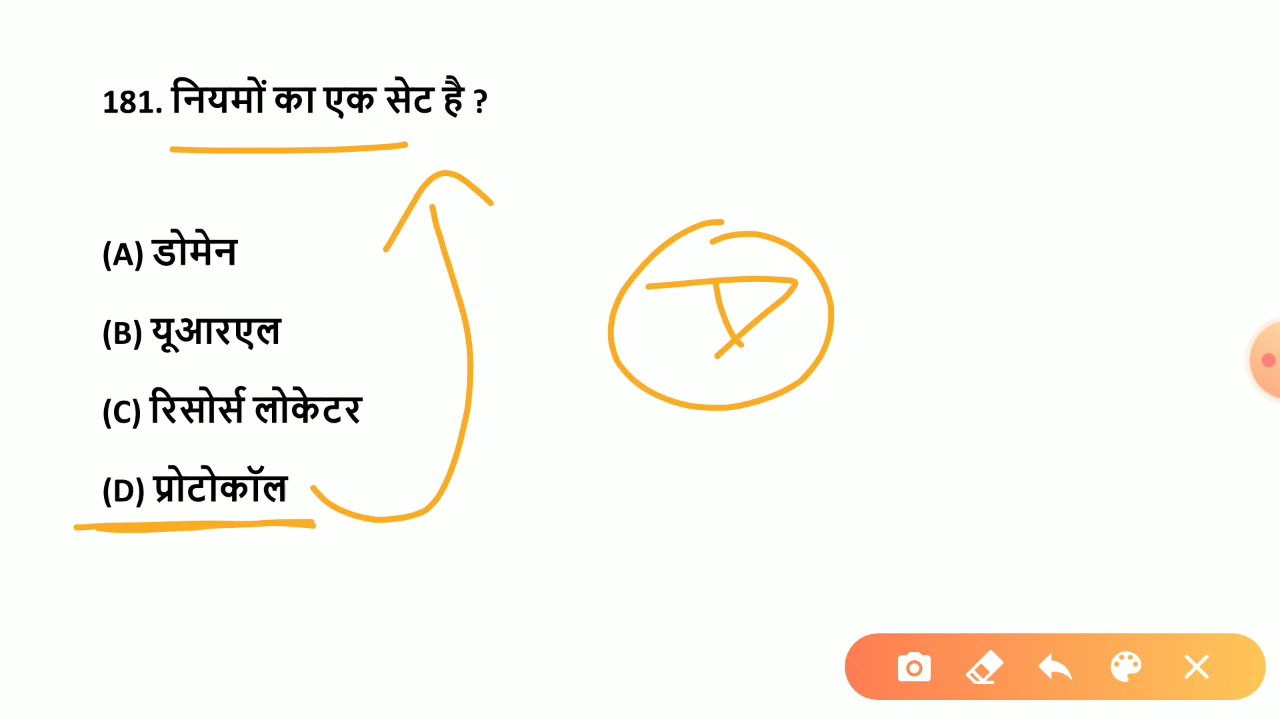 181. नियमों का एक सेट है ?
(A) डोमेन
(B) यूआरएल
(C) रिसोर्स लोकेटर
(D) प्रोटोकॉल
D